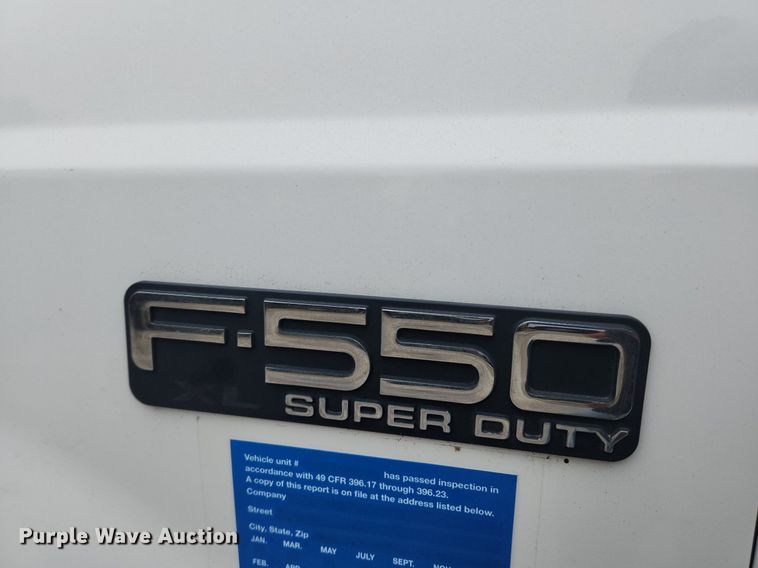 F-550
XL
SUPER DUTY
Vehicle unit # has passed inspection in
accordance with 49 CFR 396.17 through 396.23.
A copy of this report is on file at the address listed below.
Company
Street
City, State, Zip
JAN. MAR. MAY JULY SEPT. NOV.
FEB. APR.
Purple Wave Auction